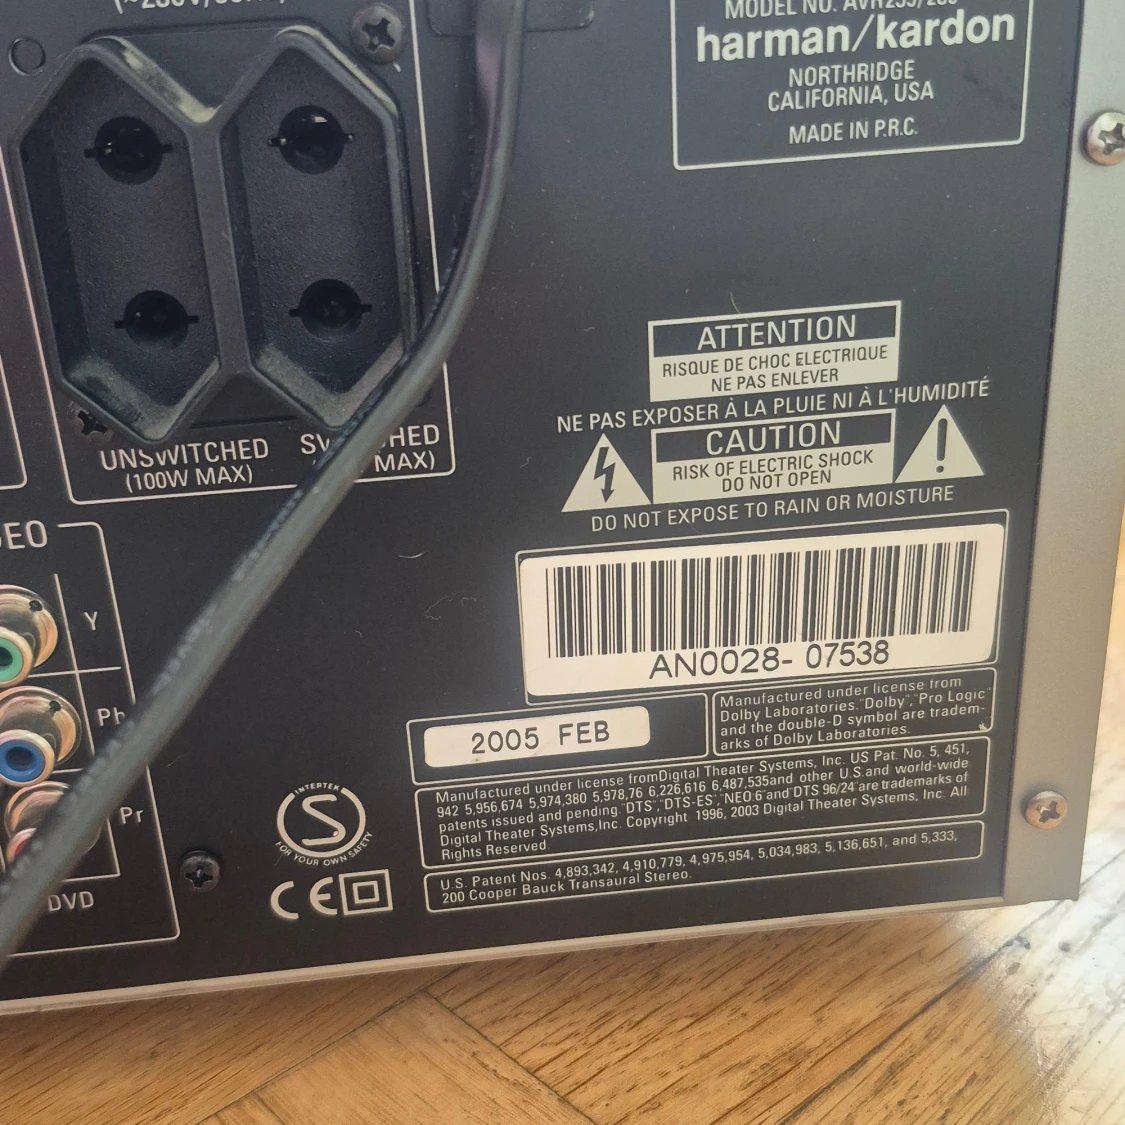 MODEL NO.
harman/kardon
NORTHRIDGE
CALIFORNIA, USA
MADE IN P.R.C.
ATTENTION
RISQUE DE CHOC ELECTRIQUE
NE PAS ENLEVER
NE PAS EXPOSER À LA PLUIE NI À L'HUMIDITÉ
CAUTION
RISK OF ELECTRIC SHOCK
DO NOT OPEN
DO NOT EXPOSE TO RAIN OR MOISTURE
UNSWITCHED
(100W MAX)
MAX)
Y
Pb
Pr
DVD
AN0028- 07538
2005 FEB
Manufactured under license from
Dolby Laboratories. "Dolby", "Pro Logic"
and the double-D symbol are tradem-
arks of Dolby Laboratories.
Manufactured under license fromDigital Theater Systems, Inc. US Pat. No. 5, 451,
942 5,956,674 5,974,380 5,978,76 6,226,616 6,487,535and other U.S.and world-wide
patents issued and pending."DTS","DTS-ES","NEO:6"and"DTS 96/24"are trademarks of
Digital Theater Systems,Inc. Copyright 1996, 2003 Digital Theater Systems, Inc. All
Rights Reserved.
U.S. Patent Nos. 4,893,342, 4,910,779, 4,975,954, 5,034,983, 5,136,651, and 5,333,
200 Cooper Bauck Transaural Stereo.
INTERTEK
S
FOR YOUR OWN SAFETY
CE